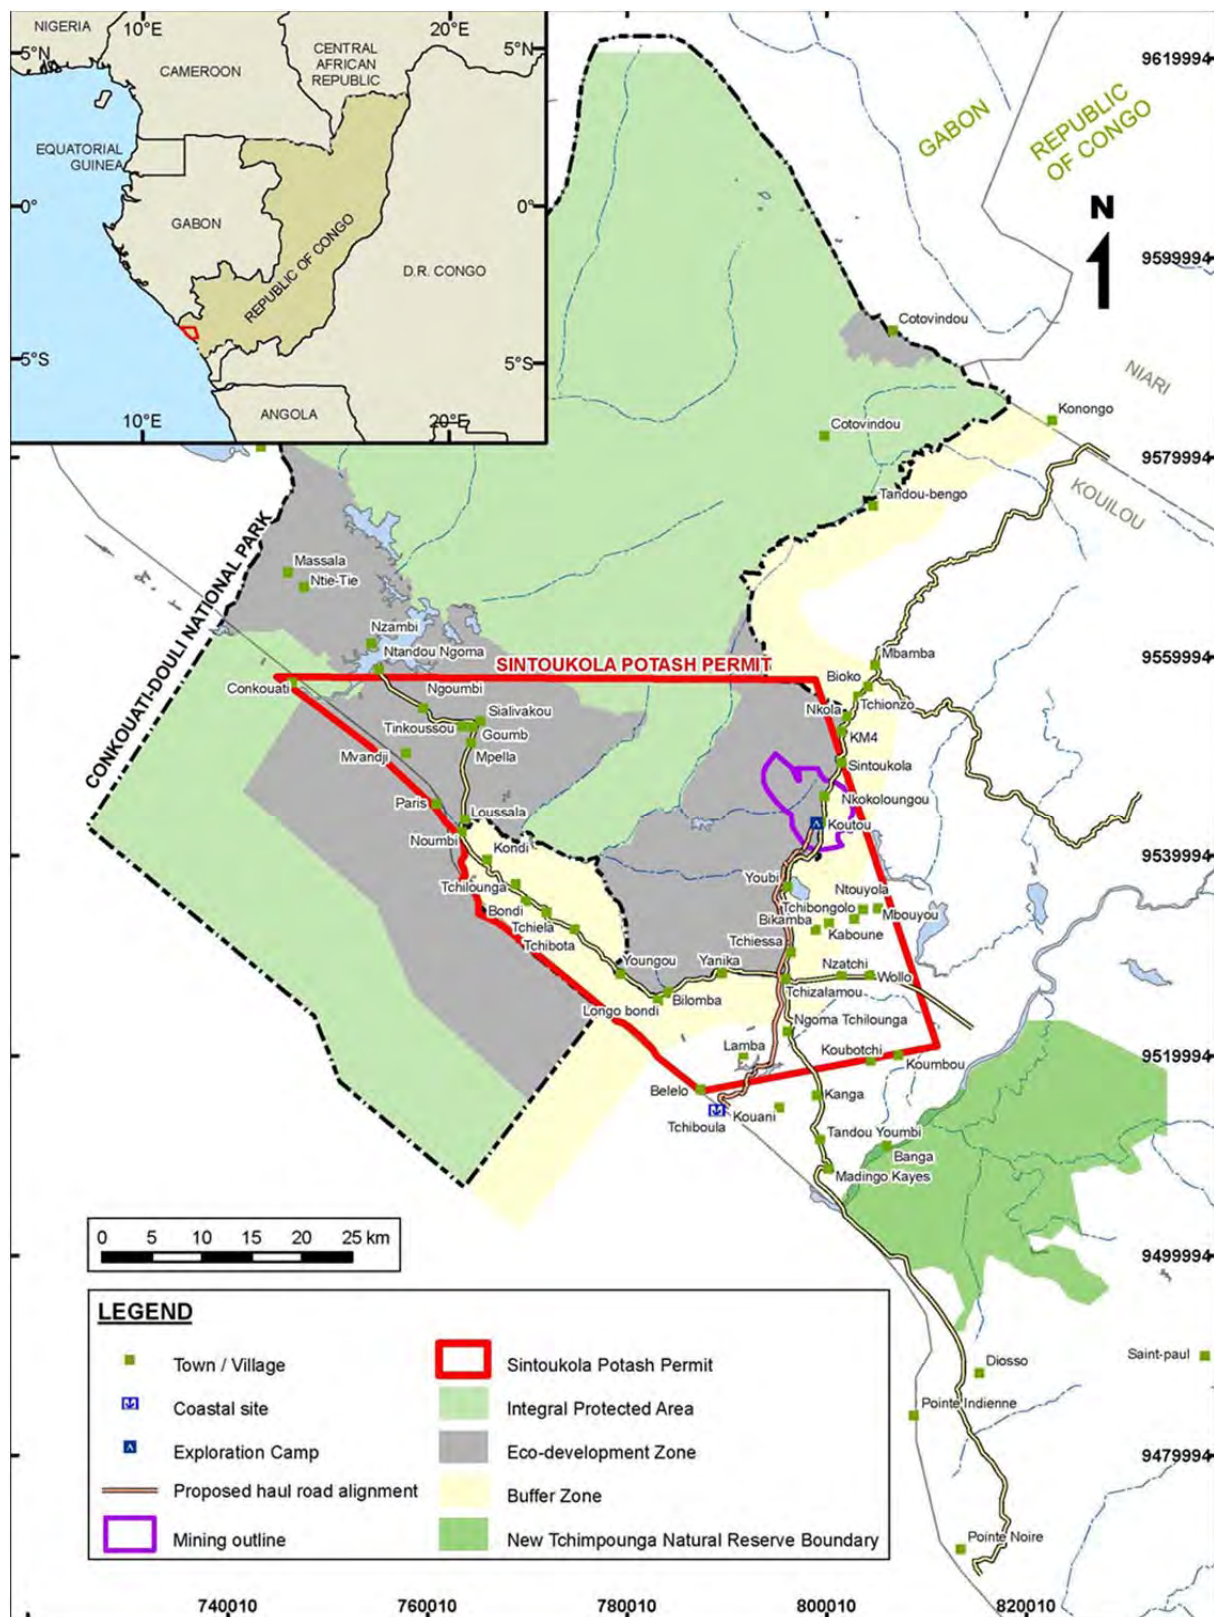 NIGERIA
10°E
20°E
5°N
5°N
CAMEROON
CENTRAL
AFRICAN
REPUBLIC
EQUATORIAL
GUINEA
0°
0°
GABON
REPUBLIC OF CONGO
D.R. CONGO
5°S
5°S
ANGOLA
10°E
20°E
9619994
GABON
REPUBLIC
OF CONGO
N
9599994
Cotovindou
NIARI
Konongo
Cotovindou
9579994
KOUILOU
Tandou-bengo
CONKOUATI-DOULI NATIONAL PARK
Massala
Ntie-Tie
Nzambi
Ntandou Ngoma
SINTOUKOLA POTASH PERMIT
Mbamba
9559994
Bioko
Conkouati
Ngoumbi
Tchionzo
Nkola
Sialivakou
Tinkoussou
Goumb
KM4
Mvandji
Mpella
Sintoukola
Paris
Nkokoloungou
Loussala
Koutou
Noumbi
Kondi
9539994
Tchilounga
Youbi
Ntouyola
Bondi
Tchibongolo
Mbouyou
Tchiela
Bikamba
Kaboune
Tchibota
Tchiessa
Youngou
Yanika
Nzatchi
Wollo
Tchizalamou
Bilomba
Longo bondi
Ngoma Tchilounga
Lamba
Koubotchi
Koumbou
9519994
Belelo
Kanga
Tchiboula
Kouani
Tandou Youmbi
Banga
Madingo Kayes
0 5 10 15 20 25 km
9499994
LEGEND
Town / Village
Sintoukola Potash Permit
Coastal site
Integral Protected Area
Exploration Camp
Eco-development Zone
Proposed haul road alignment
Buffer Zone
Mining outline
New Tchimpounga Natural Reserve Boundary
Saint-paul
Diosso
Pointe Indienne
9479994
Pointe Noire
740010
760010
780010
800010
820010